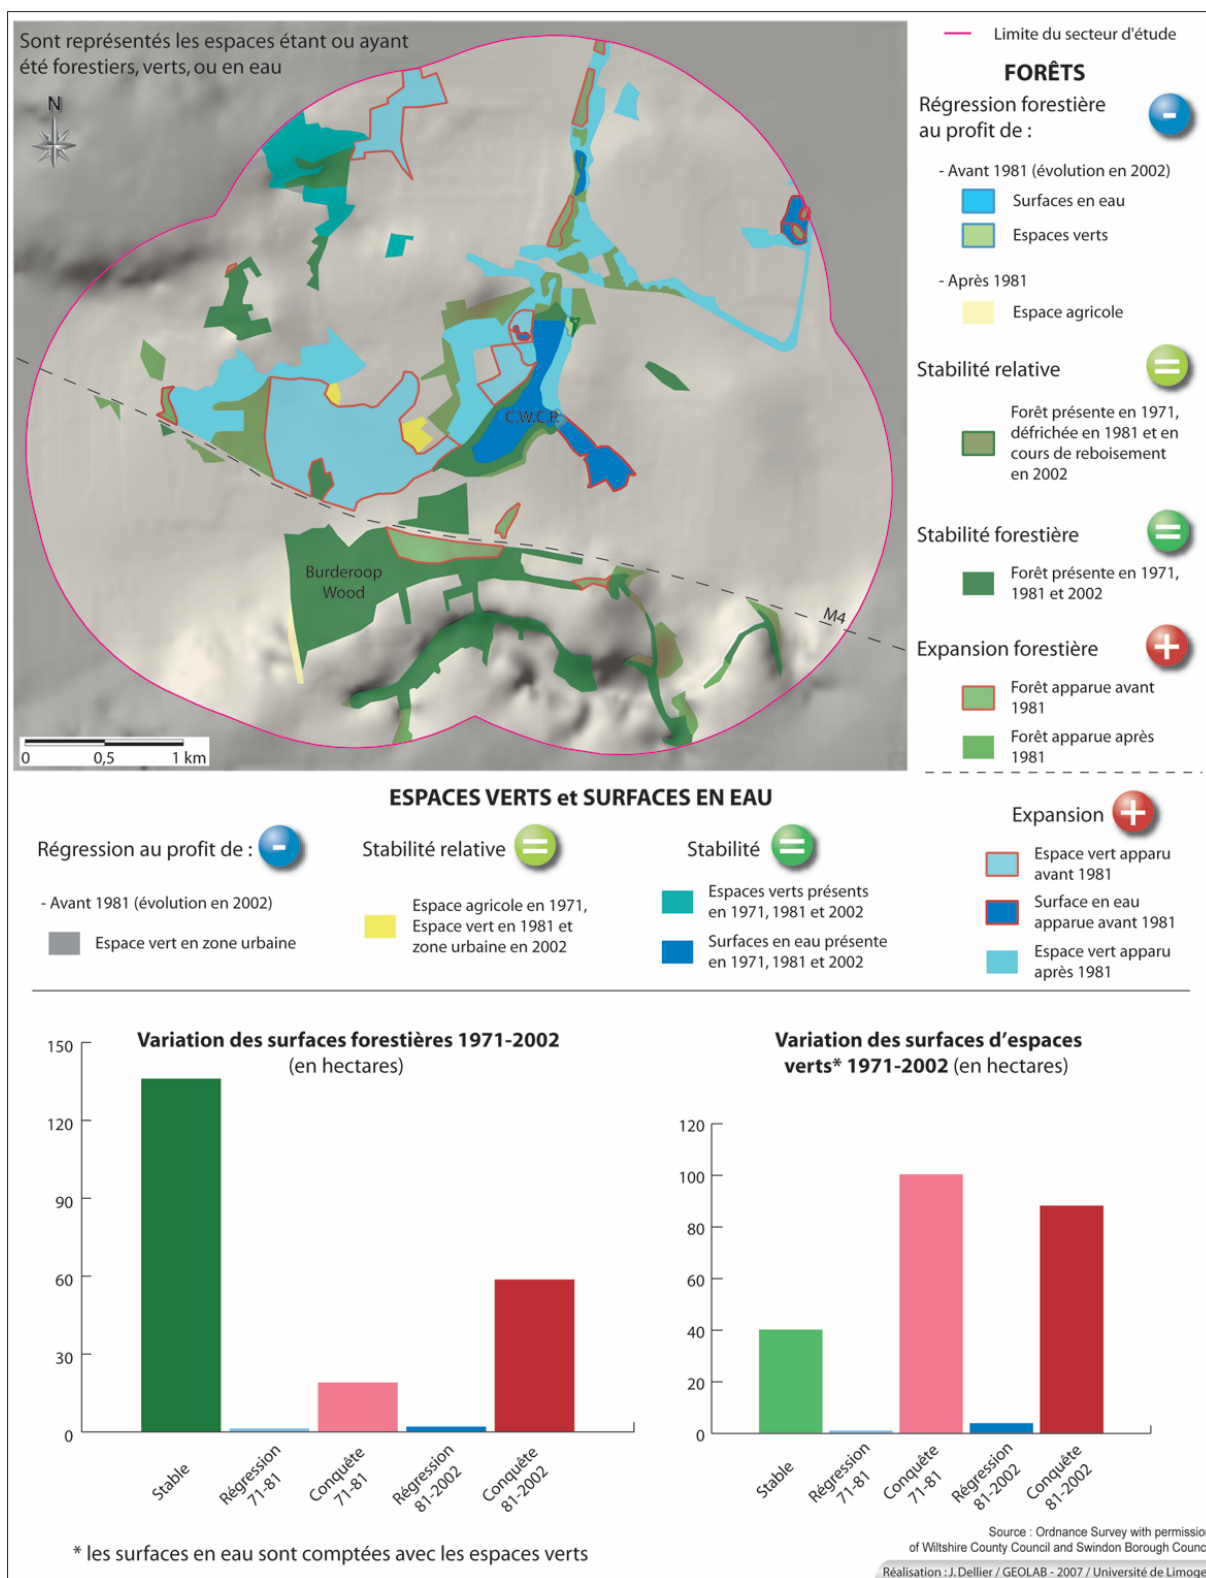 Sont représentés les espaces étant ou ayant
été forestiers, verts, ou en eau
N
C.W.C.P.
Burderoop
Wood
M4
0
0,5
1 km
Limite du secteur d'étude
FORÊTS
Régression forestière
au profit de :
-
- Avant 1981 (évolution en 2002)
Surfaces en eau
Espaces verts
- Après 1981
Espace agricole
Stabilité relative
=
Forêt présente en 1971,
défrichée en 1981 et en
cours de reboisement
en 2002
Stabilité forestière
=
Forêt présente en 1971,
1981 et 2002
Expansion forestière
+
Forêt apparue avant
1981
Forêt apparue après
1981
ESPACES VERTS et SURFACES EN EAU
Régression au profit de :
-
- Avant 1981 (évolution en 2002)
Espace vert en zone urbaine
Stabilité relative
=
Espace agricole en 1971,
Espace vert en 1981 et
zone urbaine en 2002
Stabilité
=
Espaces verts présents
en 1971, 1981 et 2002
Surfaces en eau présente
en 1971, 1981 et 2002
Expansion
+
Espace vert apparu
avant 1981
Surface en eau
apparue avant 1981
Espace vert apparu
après 1981
Variation des surfaces forestières 1971-2002
(en hectares)
150
120
90
60
30
0
Stable
Régression
71-81
Conquête
71-81
Régression
81-2002
Conquête
81-2002
Variation des surfaces d'espaces
verts* 1971-2002 (en hectares)
120
100
80
60
40
20
0
Stable
Régression
71-81
Conquête
71-81
Régression
81-2002
Conquête
81-2002
* les surfaces en eau sont comptées avec les espaces verts
Source : Ordnance Survey with permission
of Wiltshire County Council and Swindon Borough Counc
Réalisation : J. Dellier / GEOLAB - 2007 / Université de Limoge